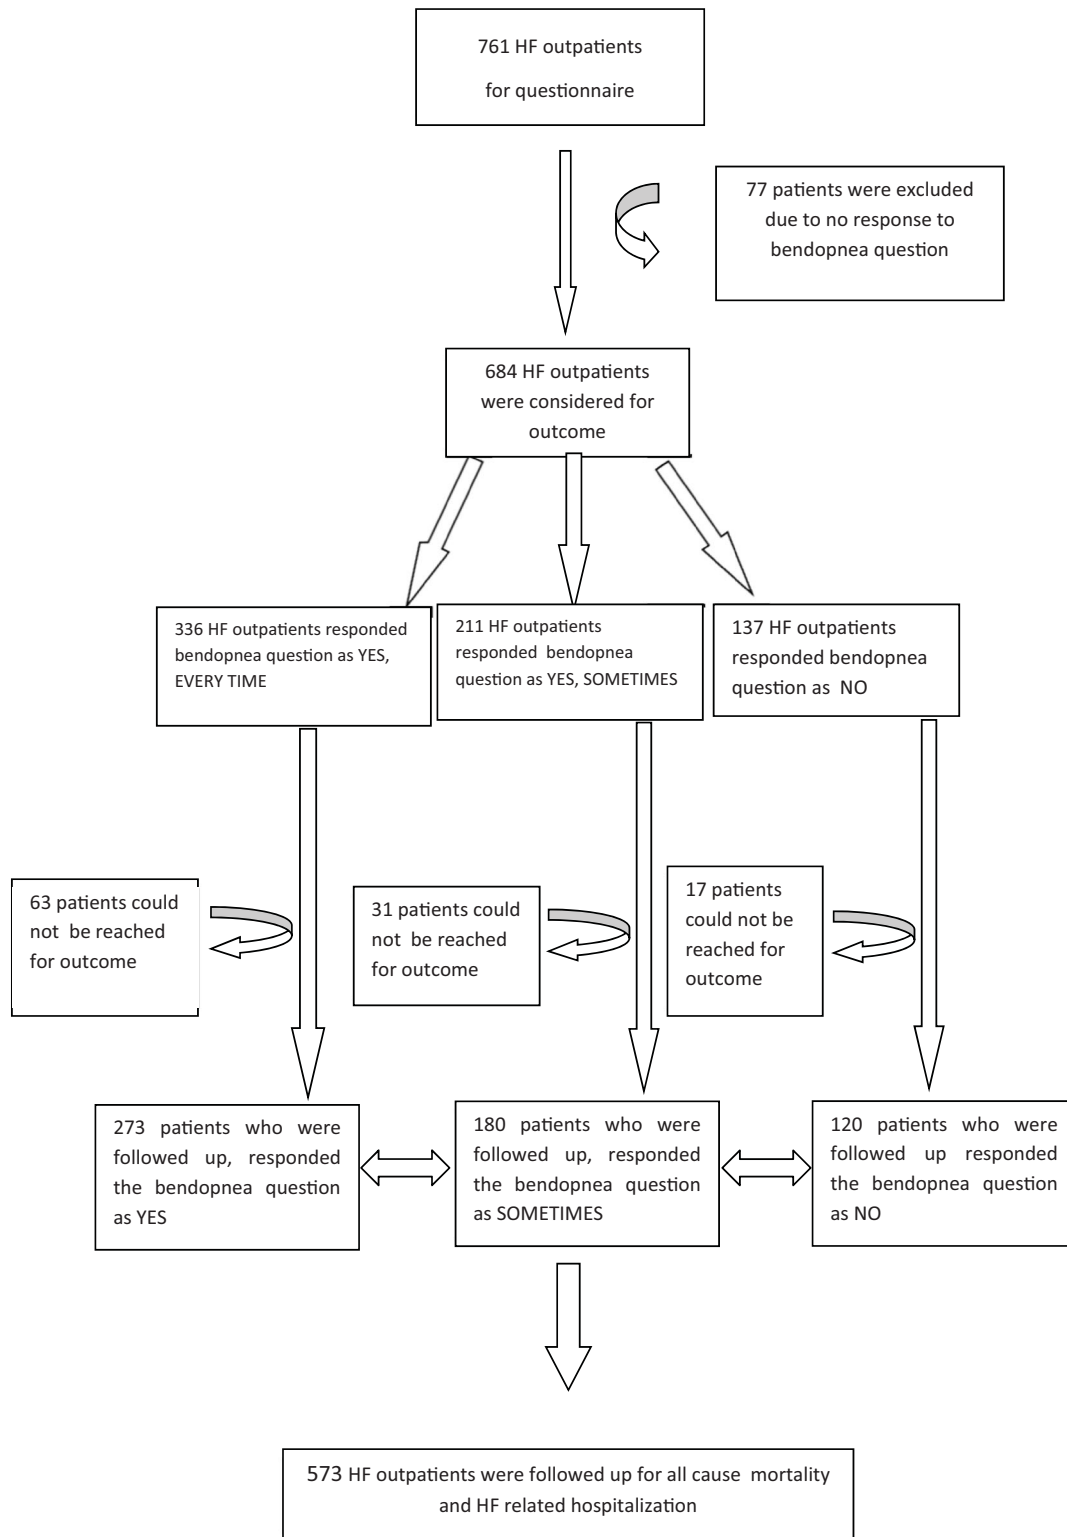 761 HF outpatients
for questionnaire
77 patients were excluded
due to no response to
bendopnea question
684 HF outpatients
were considered for
outcome
336 HF outpatients responded
bendopnea question as YES,
EVERY TIME
211 HF outpatients
responded bendopnea
question as YES, SOMETIMES
137 HF outpatients
responded bendopnea
question as NO
63 patients could
not be reached
for outcome
31 patients could
not be reached
for outcome
17 patients
could not be
reached for
outcome
273 patients who were
followed up, responded
the bendopnea question
as YES
180 patients who were
followed up, responded
the bendopnea question
as SOMETIMES
120 patients who were
followed up responded
the bendopnea question
as NO
573 HF outpatients were followed up for all cause mortality
and HF related hospitalization